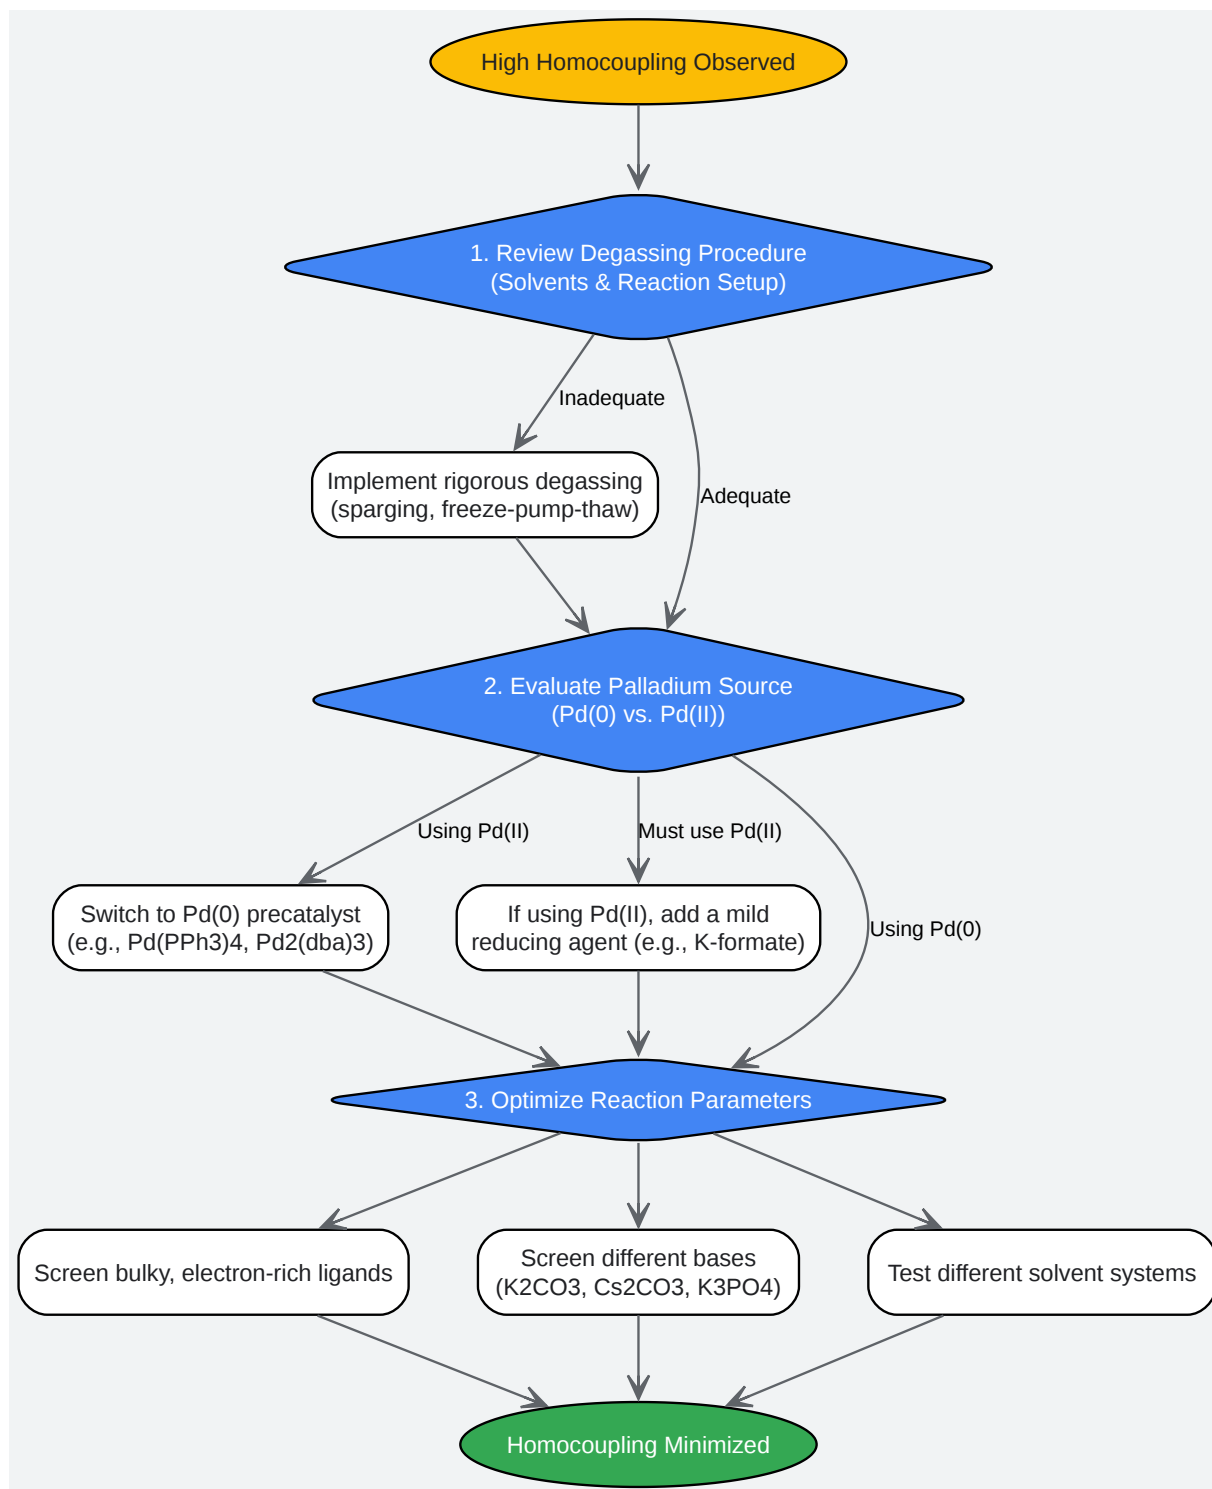 High Homocoupling Observed
1. Review Degassing Procedure
(Solvents & Reaction Setup)
Inadequate
Implement rigorous degassing
(sparging, freeze-pump-thaw)
Adequate
2. Evaluate Palladium Source
(Pd(0) vs. Pd(II))
Using Pd(II)
Must use Pd(II)
Switch to Pd(0) precatalyst
(e.g., Pd(PPh3)4, Pd2(dba)3)
If using Pd(II), add a mild
reducing agent (e.g., K-formate)
Using Pd(0)
3. Optimize Reaction Parameters
Screen bulky, electron-rich ligands
Screen different bases
(K2CO3, Cs2CO3, K3PO4)
Test different solvent systems
Homocoupling Minimized